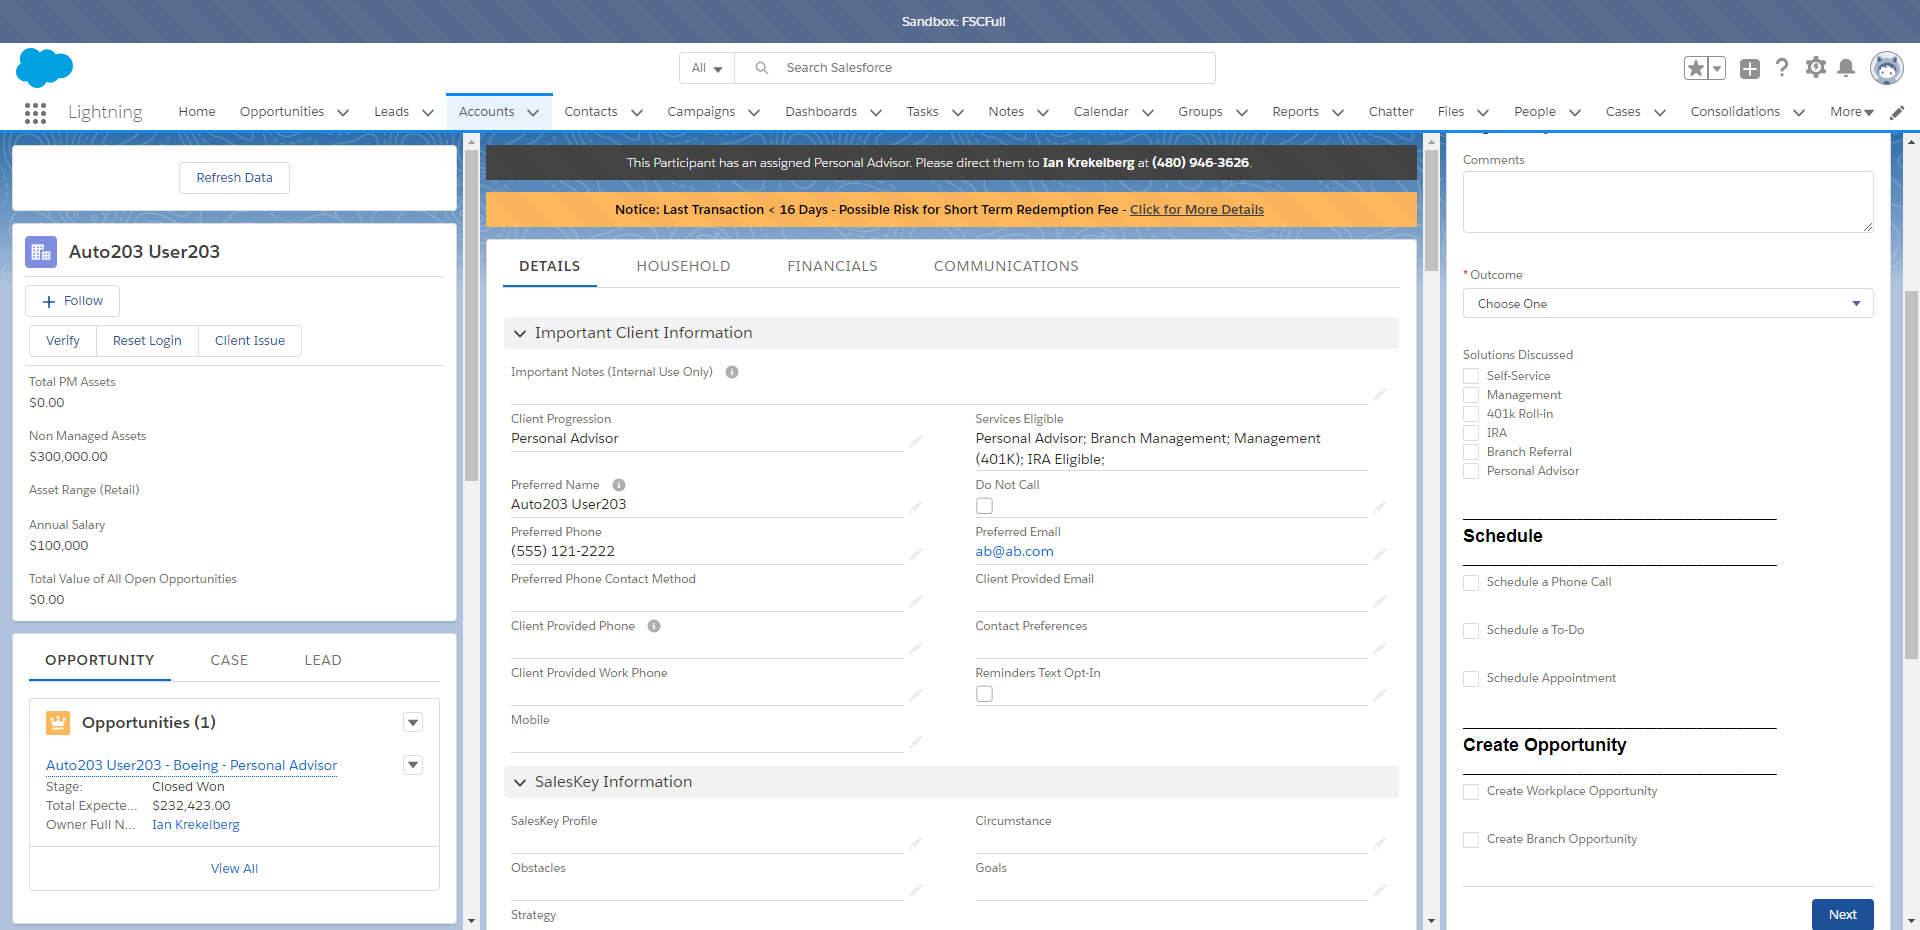 Sandbox: FSCFull
All
Search Salesforce
Lightning
Home
Opportunities
Leads
Accounts
Contacts
Campaigns
Dashboards
Tasks
Notes
Calendar
Groups
Reports
Chatter
Files
People
Cases
Consolidations
More
Refresh Data
Auto203 User203
Follow
Verify
Reset Login
Client Issue
Total PM Assets
$0.00
Non Managed Assets
$300,000.00
Asset Range (Retail)
Annual Salary
$100,000
Total Value of All Open Opportunities
$0.00
OPPORTUNITY
CASE
LEAD
Opportunities (1)
Auto203 User203 - Boeing - Personal Advisor
Stage: Closed Won
Total Expecte... $232,423.00
Owner Full N... Ian Krekelberg
View All
This Participant has an assigned Personal Advisor. Please direct them to Ian Krekelberg at (480) 946-3626.
Notice: Last Transaction < 16 Days - Possible Risk for Short Term Redemption Fee - Click for More Details
DETAILS
HOUSEHOLD
FINANCIALS
COMMUNICATIONS
Important Client Information
Important Notes (Internal Use Only)
Client Progression
Personal Advisor
Services Eligible
Personal Advisor; Branch Management; Management
(401K); IRA Eligible;
Preferred Name
Auto203 User203
Do Not Call
Preferred Phone
(555) 121-2222
Preferred Email
ab@ab.com
Preferred Phone Contact Method
Client Provided Email
Client Provided Phone
Contact Preferences
Client Provided Work Phone
Reminders Text Opt-In
Mobile
SalesKey Information
SalesKey Profile
Circumstance
Obstacles
Goals
Strategy
Comments
* Outcome
Choose One
Solutions Discussed
Self-Service
Management
401k Roll-in
IRA
Branch Referral
Personal Advisor
Schedule
Schedule a Phone Call
Schedule a To-Do
Schedule Appointment
Create Opportunity
Create Workplace Opportunity
Create Branch Opportunity
Next